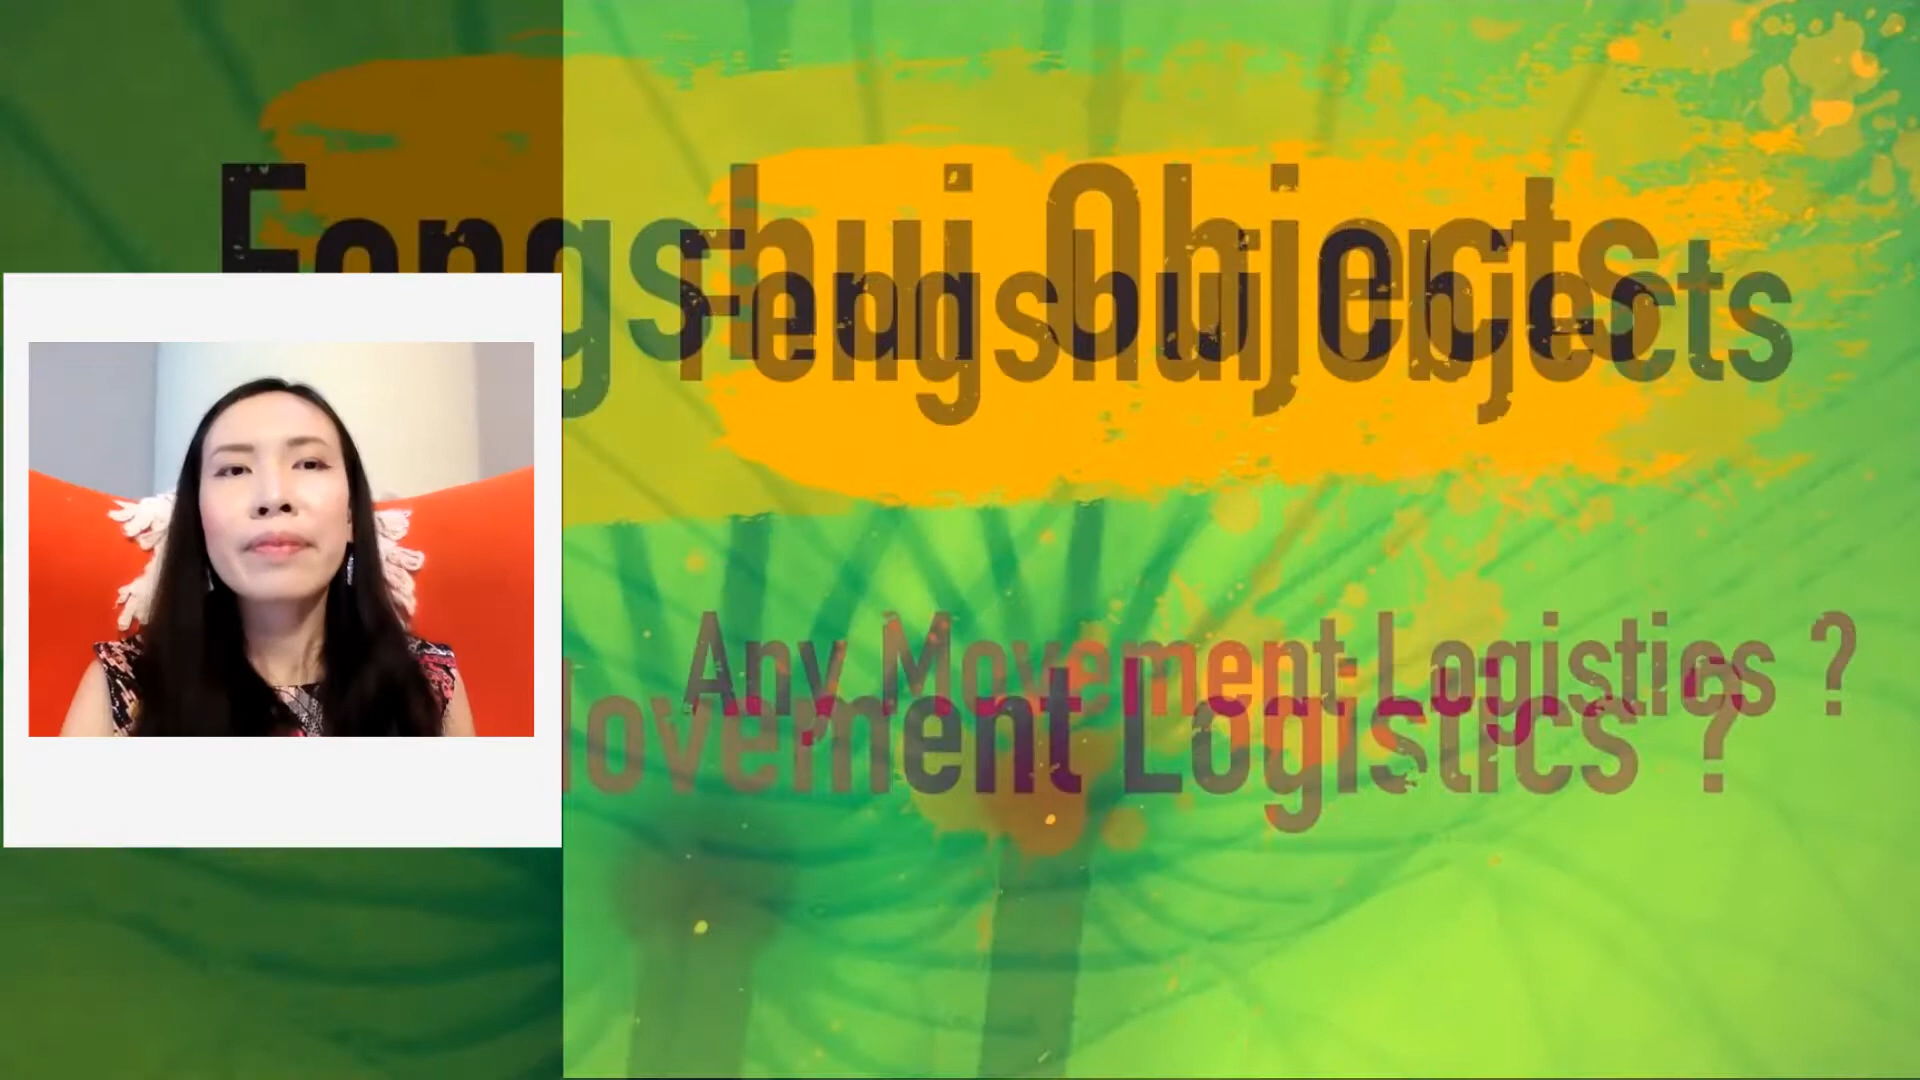 Fengshui Objects
Fengshui objects
Any Movement Logistics ?
Movement Logistics ?